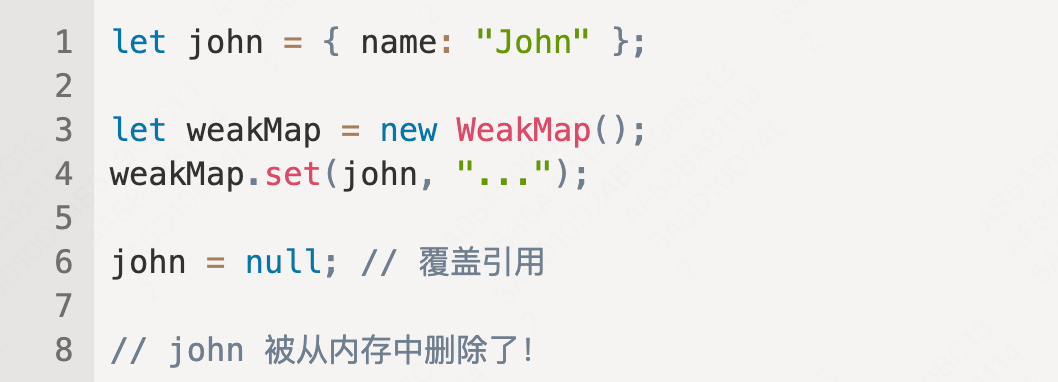 1 let john = { name: "John" };
2
3 let weakMap = new WeakMap();
4 weakMap.set(john, "...");
5
6 john = null; // 覆盖引用
7
8 // john 被从内存中删除了!